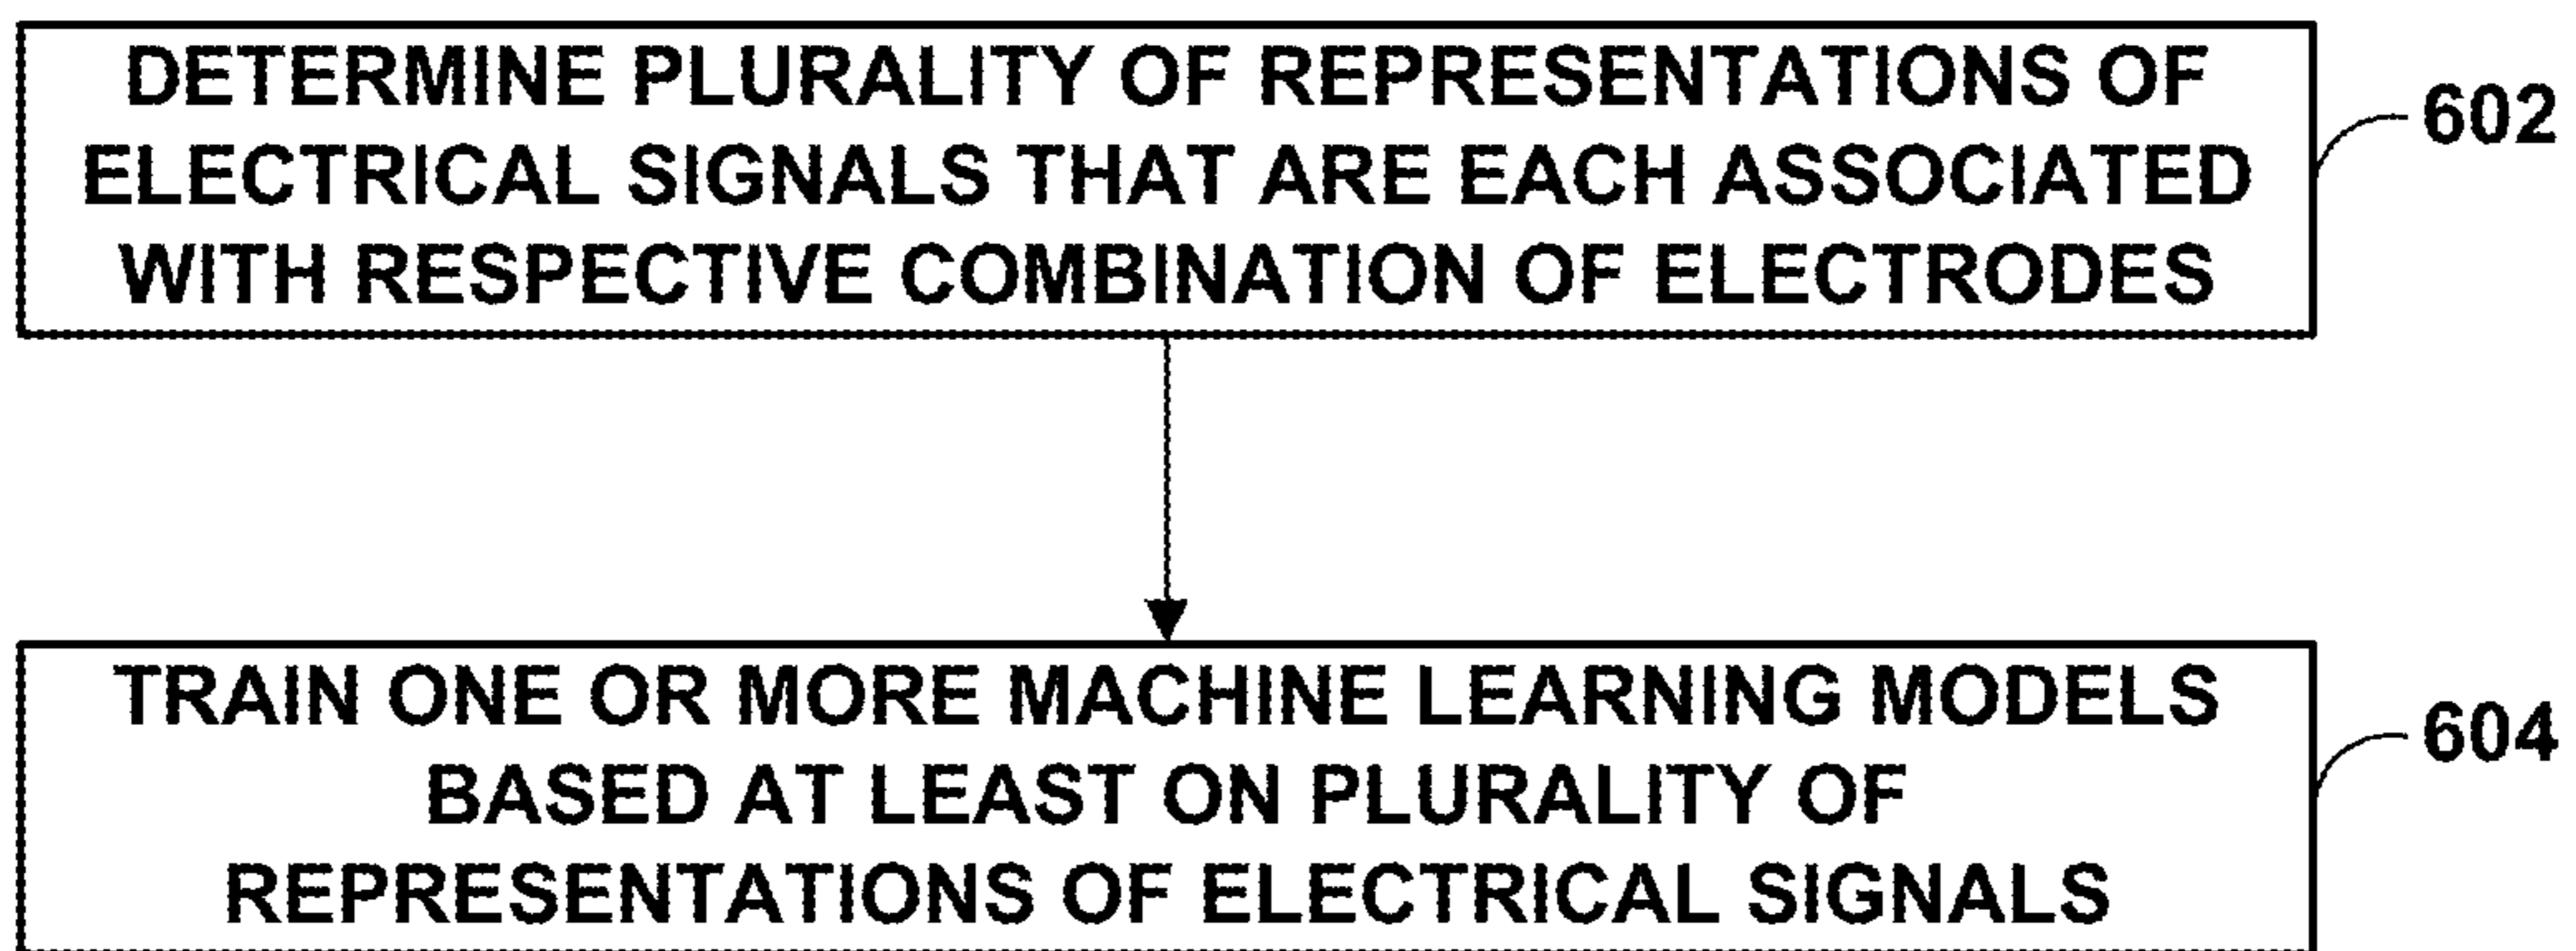 DETERMINE PLURALITY OF REPRESENTATIONS OF
ELECTRICAL SIGNALS THAT ARE EACH ASSOCIATED
WITH RESPECTIVE COMBINATION OF ELECTRODES
602
TRAIN ONE OR MORE MACHINE LEARNING MODELS
BASED AT LEAST ON PLURALITY OF
REPRESENTATIONS OF ELECTRICAL SIGNALS
604